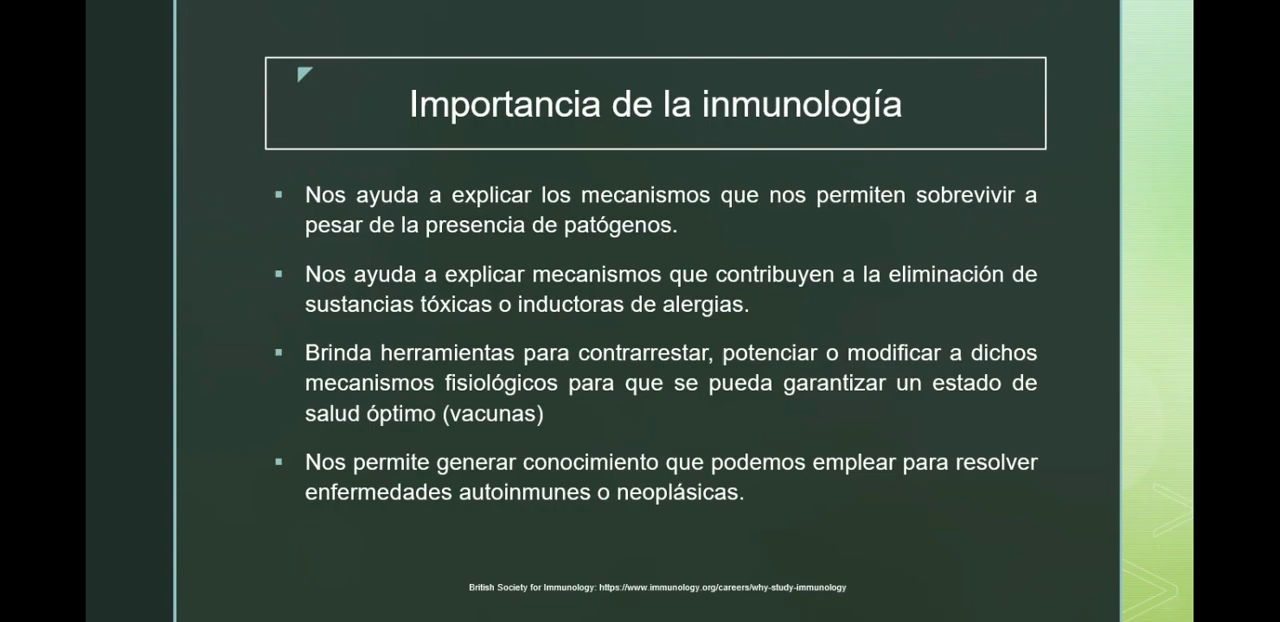 Importancia de la inmunología
▪ Nos ayuda a explicar los mecanismos que nos permiten sobrevivir a
pesar de la presencia de patógenos.
▪ Nos ayuda a explicar mecanismos que contribuyen a la eliminación de
sustancias tóxicas o inductoras de alergias.
▪ Brinda herramientas para contrarrestar, potenciar o modificar a dichos
mecanismos fisiológicos para que se pueda garantizar un estado de
salud óptimo (vacunas)
▪ Nos permite generar conocimiento que podemos emplear para resolver
enfermedades autoinmunes o neoplásicas.
British Society for Immunology: https://www.immunology.org/careers/why-study-immunology